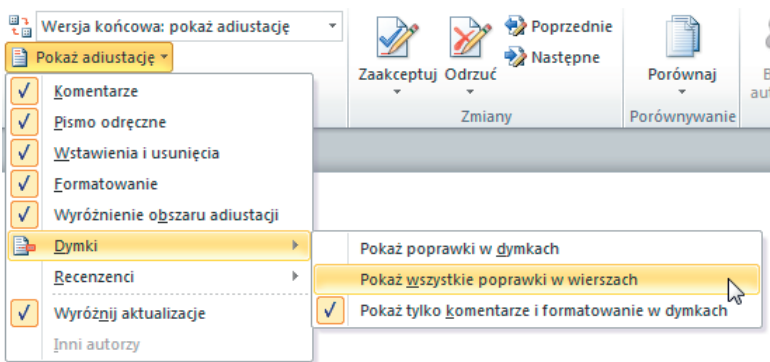 Wersja końcowa: pokaż adiustację
Pokaż adiustację
Komentarze
Pismo odręczne
Wstawienia i usunięcia
Formatowanie
Wyróżnienie obszaru adiustacji
Dymki
Recenzenci
Wyróżnij aktualizacje
Inni autorzy
Zaakceptuj Odrzuć
Poprzednie
Następne
Zmiany
Porównaj
Porównywanie
Pokaż poprawki w dymkach
Pokaż wszystkie poprawki w wierszach
Pokaż tylko komentarze i formatowanie w dymkach